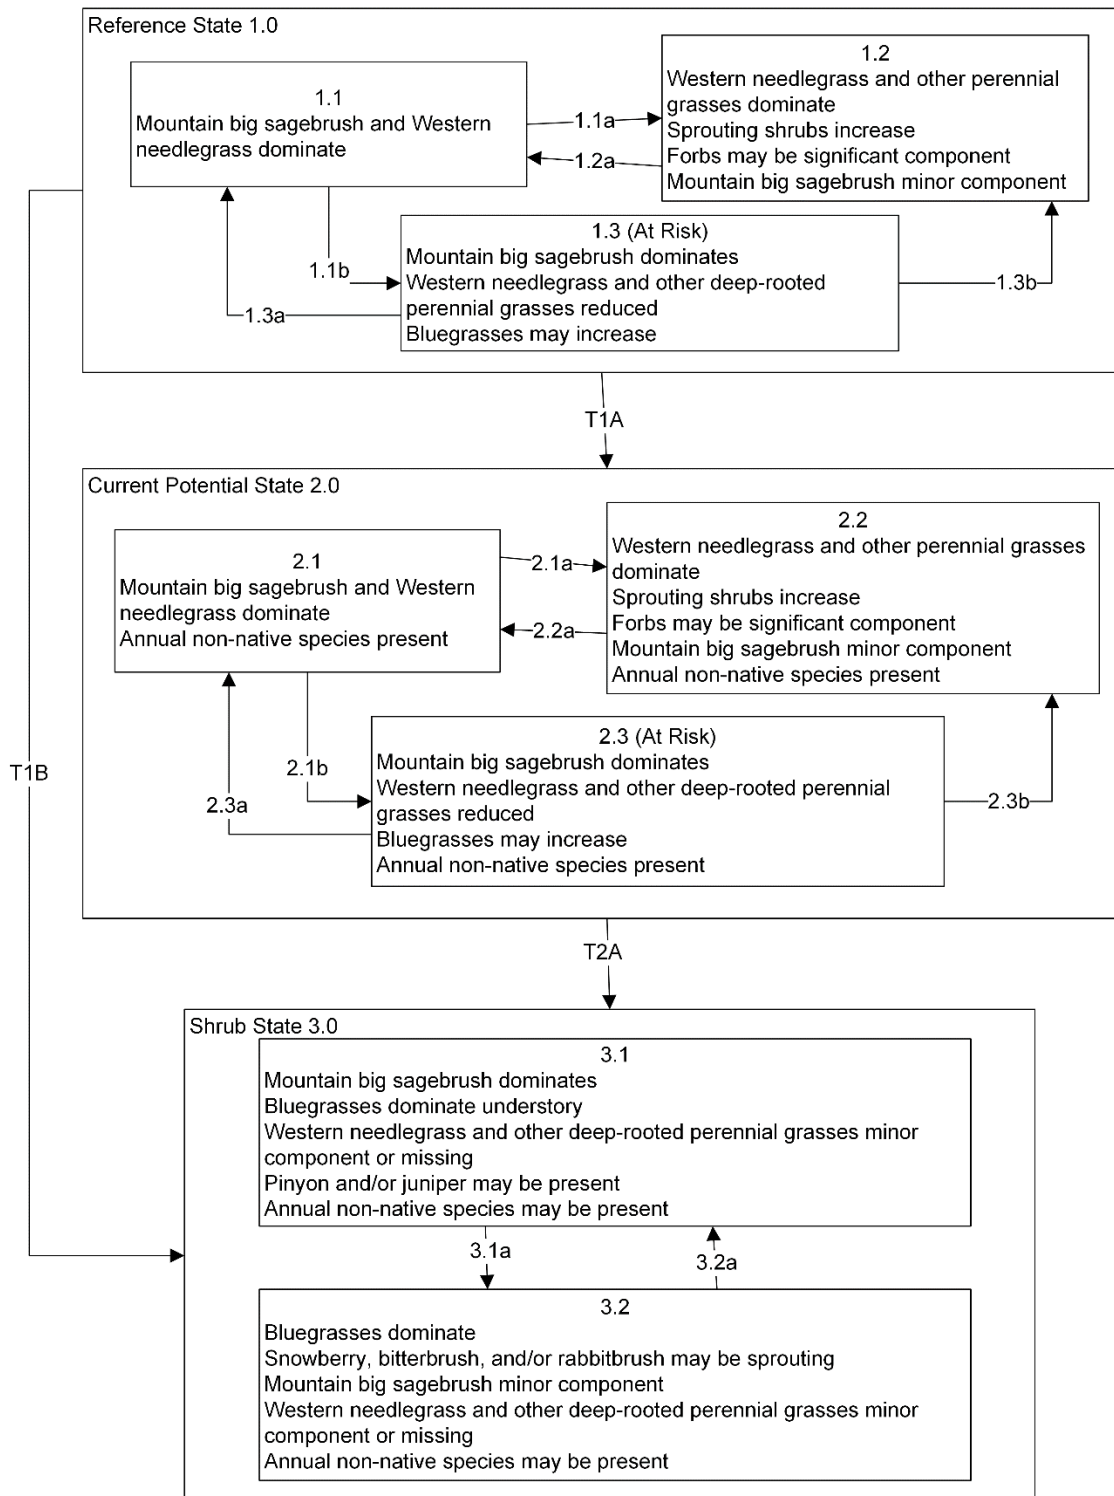 Reference State 1.0
1.1
Mountain big sagebrush and Western
needlegrass dominate
1.2
Western needlegrass and other perennial
grasses dominate
Sprouting shrubs increase
Forbs may be significant component
Mountain big sagebrush minor component
1.1a
1.2a
1.3 (At Risk)
Mountain big sagebrush dominates
Western needlegrass and other deep-rooted
perennial grasses reduced
Bluegrasses may increase
1.1b
1.3a
1.3b
T1A
Current Potential State 2.0
2.1
Mountain big sagebrush and Western
needlegrass dominate
Annual non-native species present
2.2
Western needlegrass and other perennial grasses
dominate
Sprouting shrubs increase
Forbs may be significant component
Mountain big sagebrush minor component
Annual non-native species present
2.1a
2.2a
2.3 (At Risk)
Mountain big sagebrush dominates
Western needlegrass and other deep-rooted perennial
grasses reduced
Bluegrasses may increase
Annual non-native species present
2.1b
2.3a
2.3b
T1B
T2A
Shrub State 3.0
3.1
Mountain big sagebrush dominates
Bluegrasses dominate understory
Western needlegrass and other deep-rooted perennial grasses minor
component or missing
Pinyon and/or juniper may be present
Annual non-native species may be present
3.1a
3.2a
3.2
Bluegrasses dominate
Snowberry, bitterbrush, and/or rabbitbrush may be sprouting
Mountain big sagebrush minor component
Western needlegrass and other deep-rooted perennial grasses minor
component or missing
Annual non-native species may be present